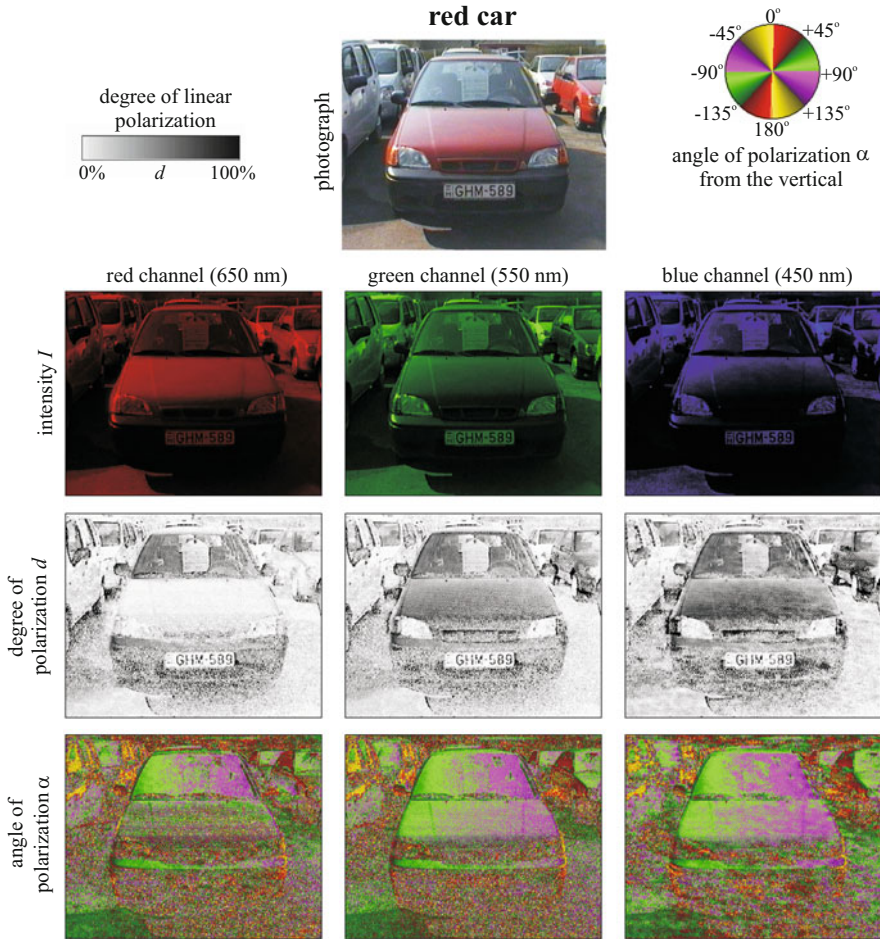 red car
degree of linear
polarization
0% d 100%
photograph
GHM-589
0°
-45°
+45°
-90°
+90°
-135°
+135°
180°
angle of polarization α
from the vertical
red channel (650 nm)
green channel (550 nm)
blue channel (450 nm)
intensity I
GHM-589
GHM-589
GHM-589
degree of
polarization d
GHM-589
GHM-589
GHM-589
angle of
polarization α